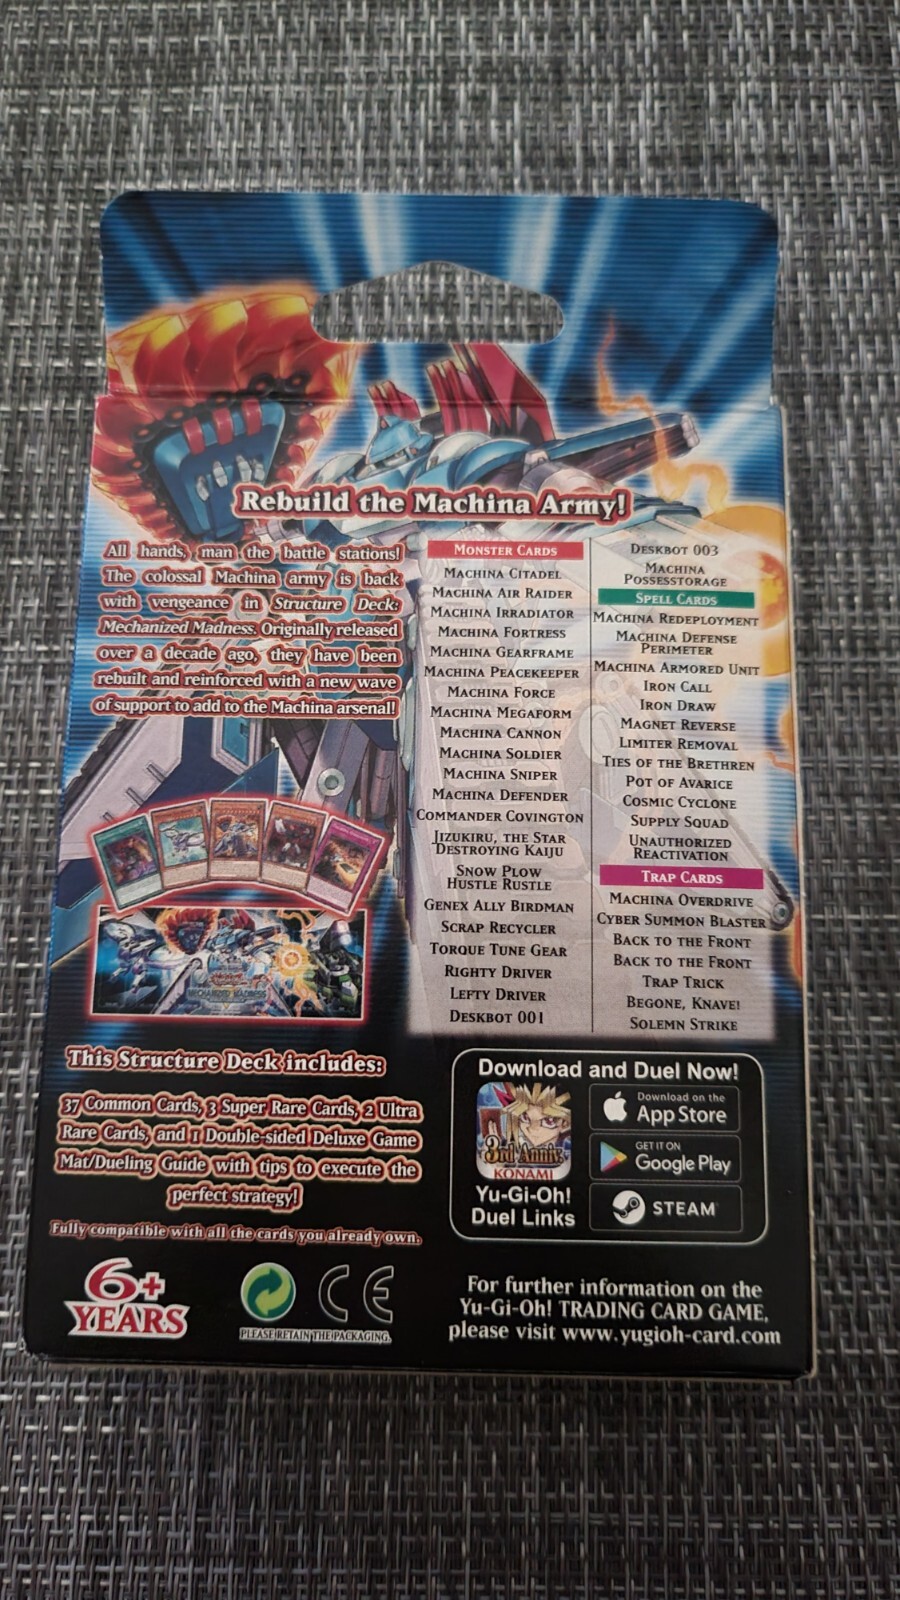 Rebuild the Machina Army!
All hands, man the battle stations!
The colossal Machina army is back
with vengeance in Structure Deck:
Mechanized Madness. Originally released
over a decade ago, they have been
rebuilt and reinforced with a new wave
of support to add to the Machina arsenal!
MONSTER CARDS
MACHINA CITADEL
MACHINA AIR RAIDER
MACHINA IRRADIATOR
MACHINA FORTRESS
MACHINA GEARFRAME
MACHINA PEACEKEEPER
MACHINA FORCE
MACHINA MEGAFORM
MACHINA CANNON
MACHINA SOLDIER
MACHINA SNIPER
MACHINA DEFENDER
COMMANDER COVINGTON
JIZUKIRU, THE STAR
DESTROYING KAIJU
SNOW PLOW
HUSTLE RUSTLE
GENEX ALLY BIRDMAN
SCRAP RECYCLER
TORQUE TUNE GEAR
RIGHTY DRIVER
LEFTY DRIVER
DESKBOT 001
DESKBOT 003
MACHINA
POSSESSTORAGE
SPELL CARDS
MACHINA REDEPLOYMENT
MACHINA DEFENSE
PERIMETER
MACHINA ARMORED UNIT
IRON CALL
IRON DRAW
MAGNET REVERSE
LIMITER REMOVAL
TIES OF THE BRETHREN
POT OF AVARICE
COSMIC CYCLONE
SUPPLY SQUAD
UNAUTHORIZED
REACTIVATION
TRAP CARDS
MACHINA OVERDRIVE
CYBER SUMMON BLASTER
BACK TO THE FRONT
BACK TO THE FRONT
TRAP TRICK
BEGONE, KNAVE!
SOLEMN STRIKE
MECHANIZED MADNESS
This Structure Deck includes:
37 Common Cards, 3 Super Rare Cards, 2 Ultra
Rare Cards, and 1 Double-sided Deluxe Game
Mat/Dueling Guide with tips to execute the
perfect strategy!
Fully compatible with all the cards you already own.
Download and Duel Now!
3rd Anniv.
KONAMI
Yu-Gi-Oh!
Duel Links
Download on the
App Store
GET IT ON
Google Play
STEAM
6+
YEARS
CE
PLEASE RETAIN THE PACKAGING.
For further information on the
Yu-Gi-Oh! TRADING CARD GAME,
please visit www.yugioh-card.com